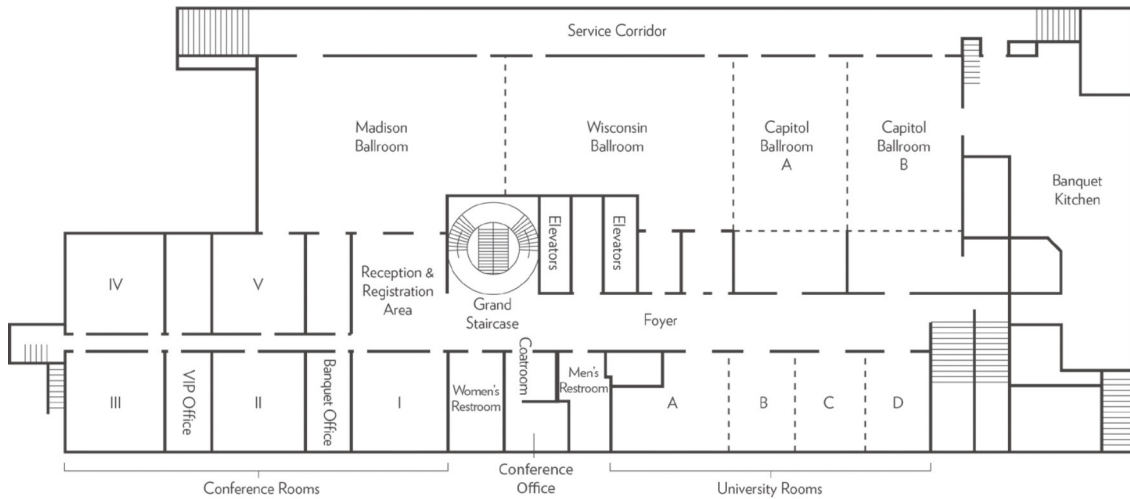 Service Corridor
Madison
Ballroom
Wisconsin
Ballroom
Capitol
Ballroom
A
Capitol
Ballroom
B
Banquet
Kitchen
Elevators
Elevators
IV
V
Reception &
Registration
Area
Grand
Staircase
Foyer
III
VIP Office
II
Banquet Office
I
Women's
Restroom
Coatroom
Men's
Restroom
A
B
C
D
Conference Rooms
Conference
Office
University Rooms